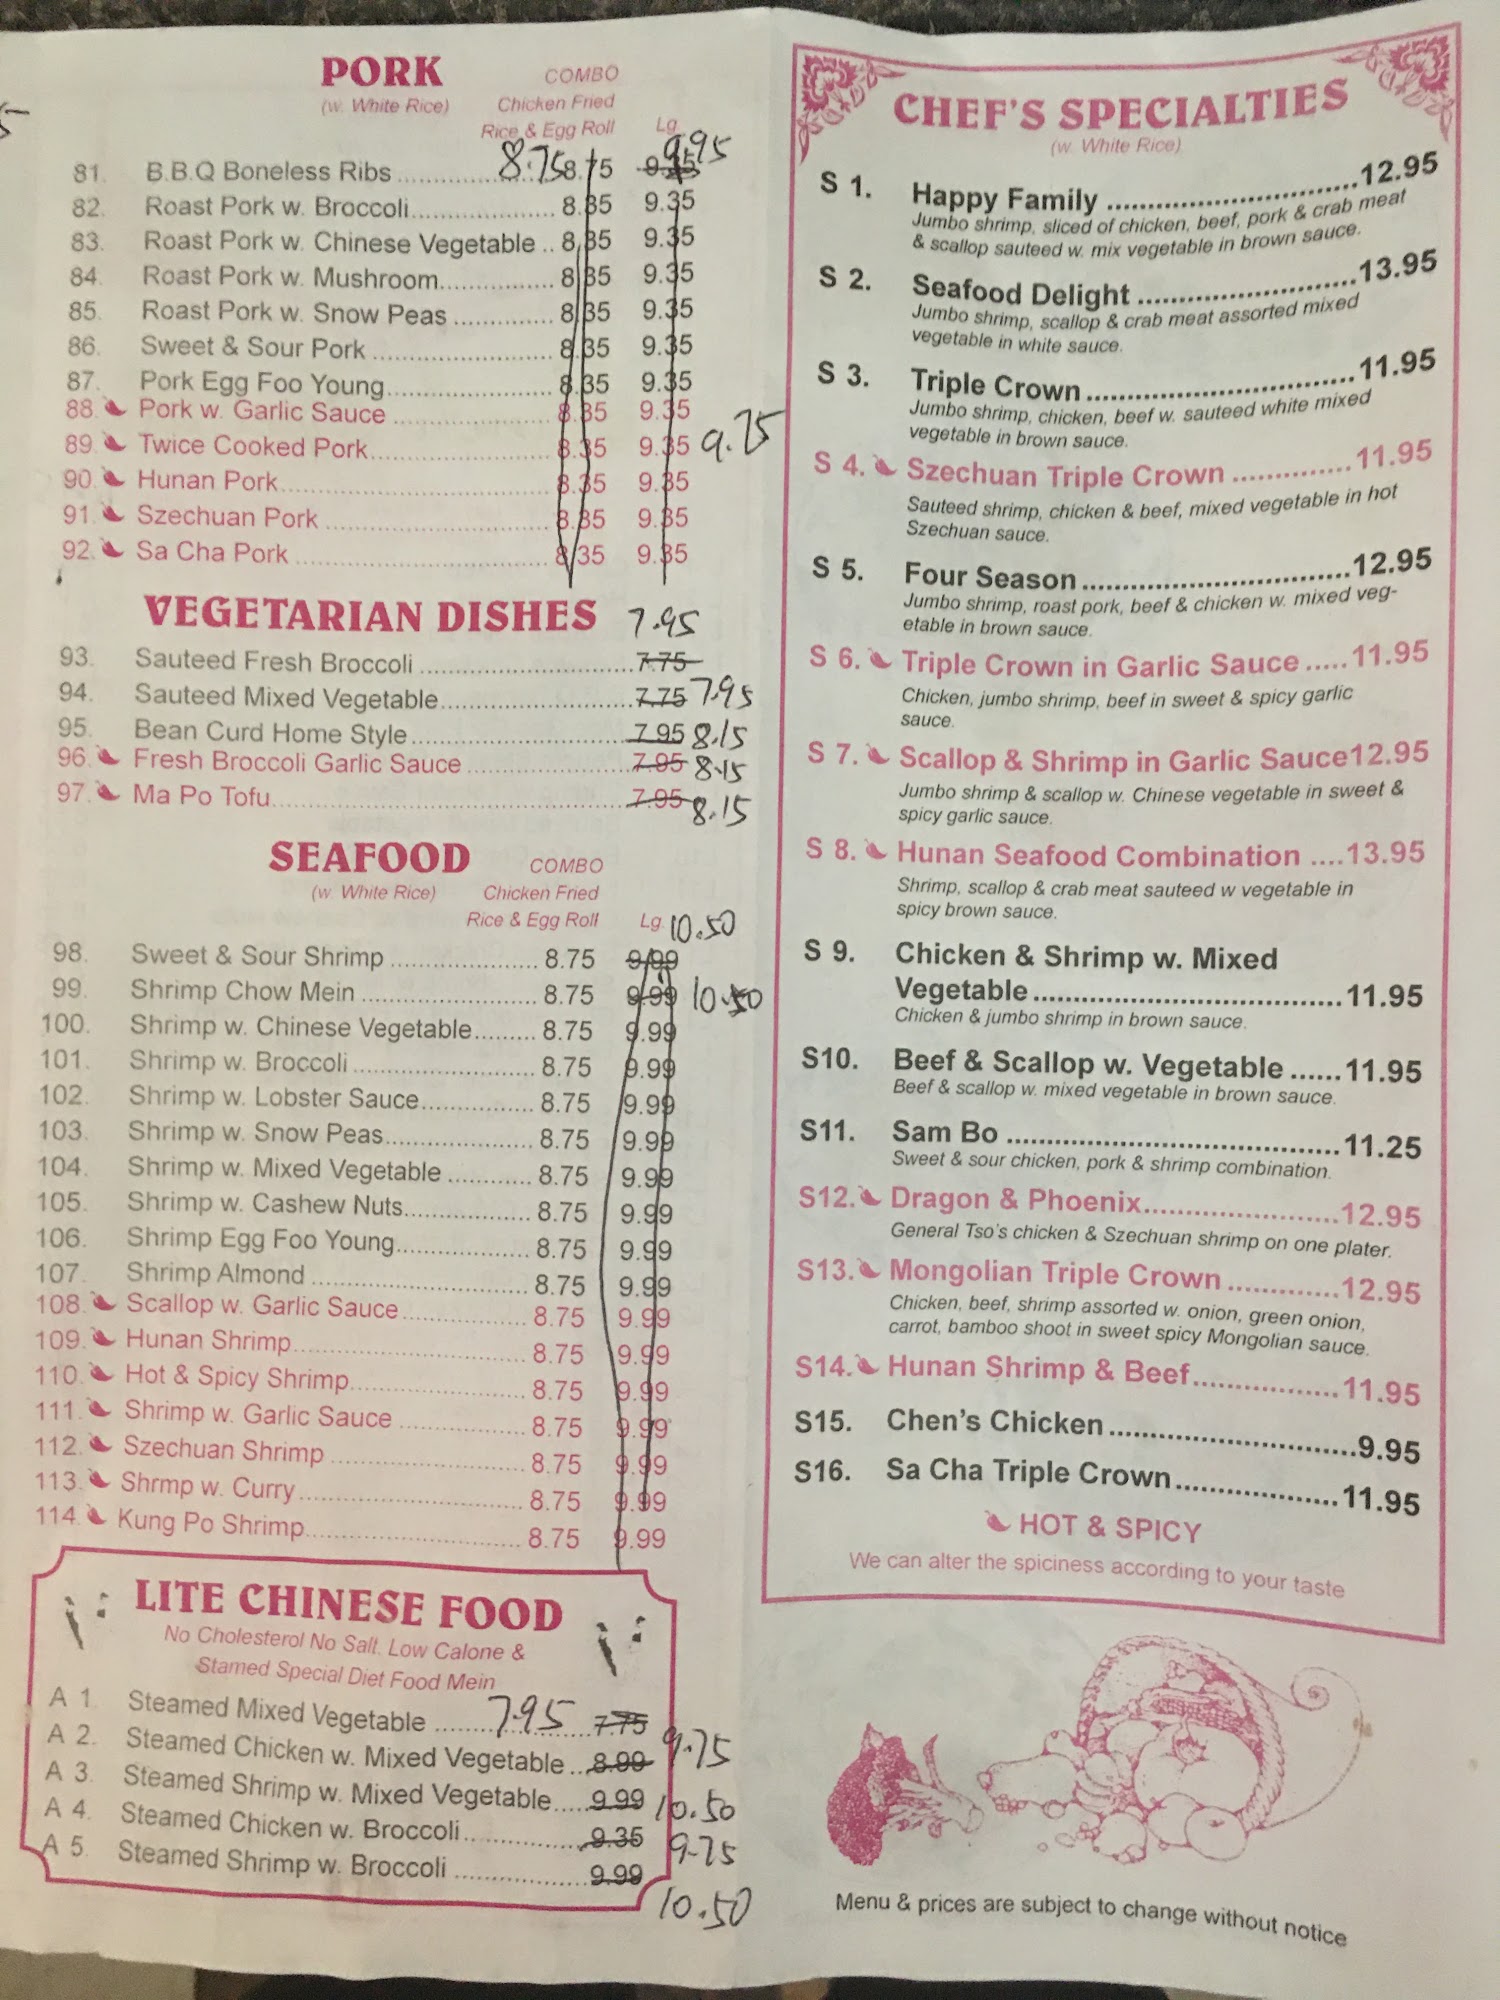 PORK
COMBO
(w. White Rice) Chicken Fried
Rice & Egg Roll Lg.
9.95
81. B.B.Q Boneless Ribs 8.75 8.75 9.35
82. Roast Pork w. Broccoli 8.35 9.35
83. Roast Pork w. Chinese Vegetable 8.35 9.35
84. Roast Pork w. Mushroom 8.35 9.35
85. Roast Pork w. Snow Peas 8.35 9.35
86. Sweet & Sour Pork 8.35 9.35
87. Pork Egg Foo Young 8.35 9.35
88. Pork w. Garlic Sauce 8.35 9.35
89. Twice Cooked Pork 8.35 9.35 9.75
90. Hunan Pork 8.35 9.35
91. Szechuan Pork 8.35 9.35
92. Sa Cha Pork 8.35 9.35
VEGETARIAN DISHES 7.95
93. Sauteed Fresh Broccoli 7.75
94. Sauteed Mixed Vegetable 7.75 7.95
95. Bean Curd Home Style 7.95 8.15
96. Fresh Broccoli Garlic Sauce 7.95 8.15
97. Ma Po Tofu 7.95 8.15
SEAFOOD
COMBO
(w. White Rice) Chicken Fried
Rice & Egg Roll Lg. 10.50
98. Sweet & Sour Shrimp 8.75 9.99
99. Shrimp Chow Mein 8.75 9.99 10.50
100. Shrimp w. Chinese Vegetable 8.75 9.99
101. Shrimp w. Broccoli 8.75 9.99
102. Shrimp w. Lobster Sauce 8.75 9.99
103. Shrimp w. Snow Peas 8.75 9.99
104. Shrimp w. Mixed Vegetable 8.75 9.99
105. Shrimp w. Cashew Nuts 8.75 9.99
106. Shrimp Egg Foo Young 8.75 9.99
107. Shrimp Almond 8.75 9.99
108. Scallop w. Garlic Sauce 8.75 9.99
109. Hunan Shrimp 8.75 9.99
110. Hot & Spicy Shrimp 8.75 9.99
111. Shrimp w. Garlic Sauce 8.75 9.99
112. Szechuan Shrimp 8.75 9.99
113. Shrmp w. Curry 8.75 9.99
114. Kung Po Shrimp 8.75 9.99
LITE CHINESE FOOD
No Cholesterol No Salt. Low Calone &
Stamed Special Diet Food Mein
A 1. Steamed Mixed Vegetable 7.95 7.75
A 2. Steamed Chicken w. Mixed Vegetable 8.99 9.75
A 3. Steamed Shrimp w. Mixed Vegetable 9.99 10.50
A 4. Steamed Chicken w. Broccoli 9.35 9.75
A 5. Steamed Shrimp w. Broccoli 9.99
10.50
CHEF'S SPECIALTIES
(w. White Rice)
S 1. Happy Family 12.95
Jumbo shrimp, sliced of chicken, beef, pork & crab meat
& scallop sauteed w. mix vegetable in brown sauce.
S 2. Seafood Delight 13.95
Jumbo shrimp, scallop & crab meat assorted mixed
vegetable in white sauce.
S 3. Triple Crown 11.95
Jumbo shrimp, chicken, beef w. sauteed white mixed
vegetable in brown sauce.
S 4. Szechuan Triple Crown 11.95
Sauteed shrimp, chicken & beef, mixed vegetable in hot
Szechuan sauce.
S 5. Four Season 12.95
Jumbo shrimp, roast pork, beef & chicken w. mixed veg-
etable in brown sauce.
S 6. Triple Crown in Garlic Sauce 11.95
Chicken, jumbo shrimp, beef in sweet & spicy garlic
sauce.
S 7. Scallop & Shrimp in Garlic Sauce 12.95
Jumbo shrimp & scallop w. Chinese vegetable in sweet &
spicy garlic sauce.
S 8. Hunan Seafood Combination 13.95
Shrimp, scallop & crab meat sauteed w vegetable in
spicy brown sauce.
S 9. Chicken & Shrimp w. Mixed
Vegetable 11.95
Chicken & jumbo shrimp in brown sauce.
S10. Beef & Scallop w. Vegetable 11.95
Beef & scallop w. mixed vegetable in brown sauce.
S11. Sam Bo 11.25
Sweet & sour chicken, pork & shrimp combination.
S12. Dragon & Phoenix 12.95
General Tso's chicken & Szechuan shrimp on one plater.
S13. Mongolian Triple Crown 12.95
Chicken, beef, shrimp assorted w. onion, green onion,
carrot, bamboo shoot in sweet spicy Mongolian sauce.
S14. Hunan Shrimp & Beef 11.95
S15. Chen's Chicken 9.95
S16. Sa Cha Triple Crown 11.95
HOT & SPICY
We can alter the spiciness according to your taste
Menu & prices are subject to change without notice